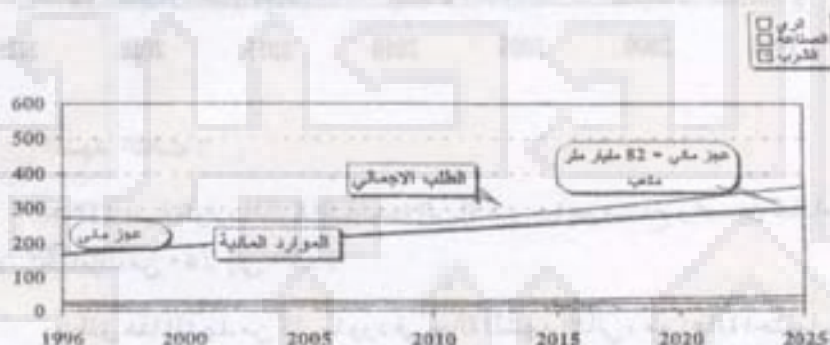 الري
الصناعة
الشرب
600
500
400
300
200
100
0
عجز مائي = 82 مليار متر
مكعب
الطلب الاجمالي
عجز مائي
الموارد المائية
1996
2000
2005
2010
2015
2020
2025